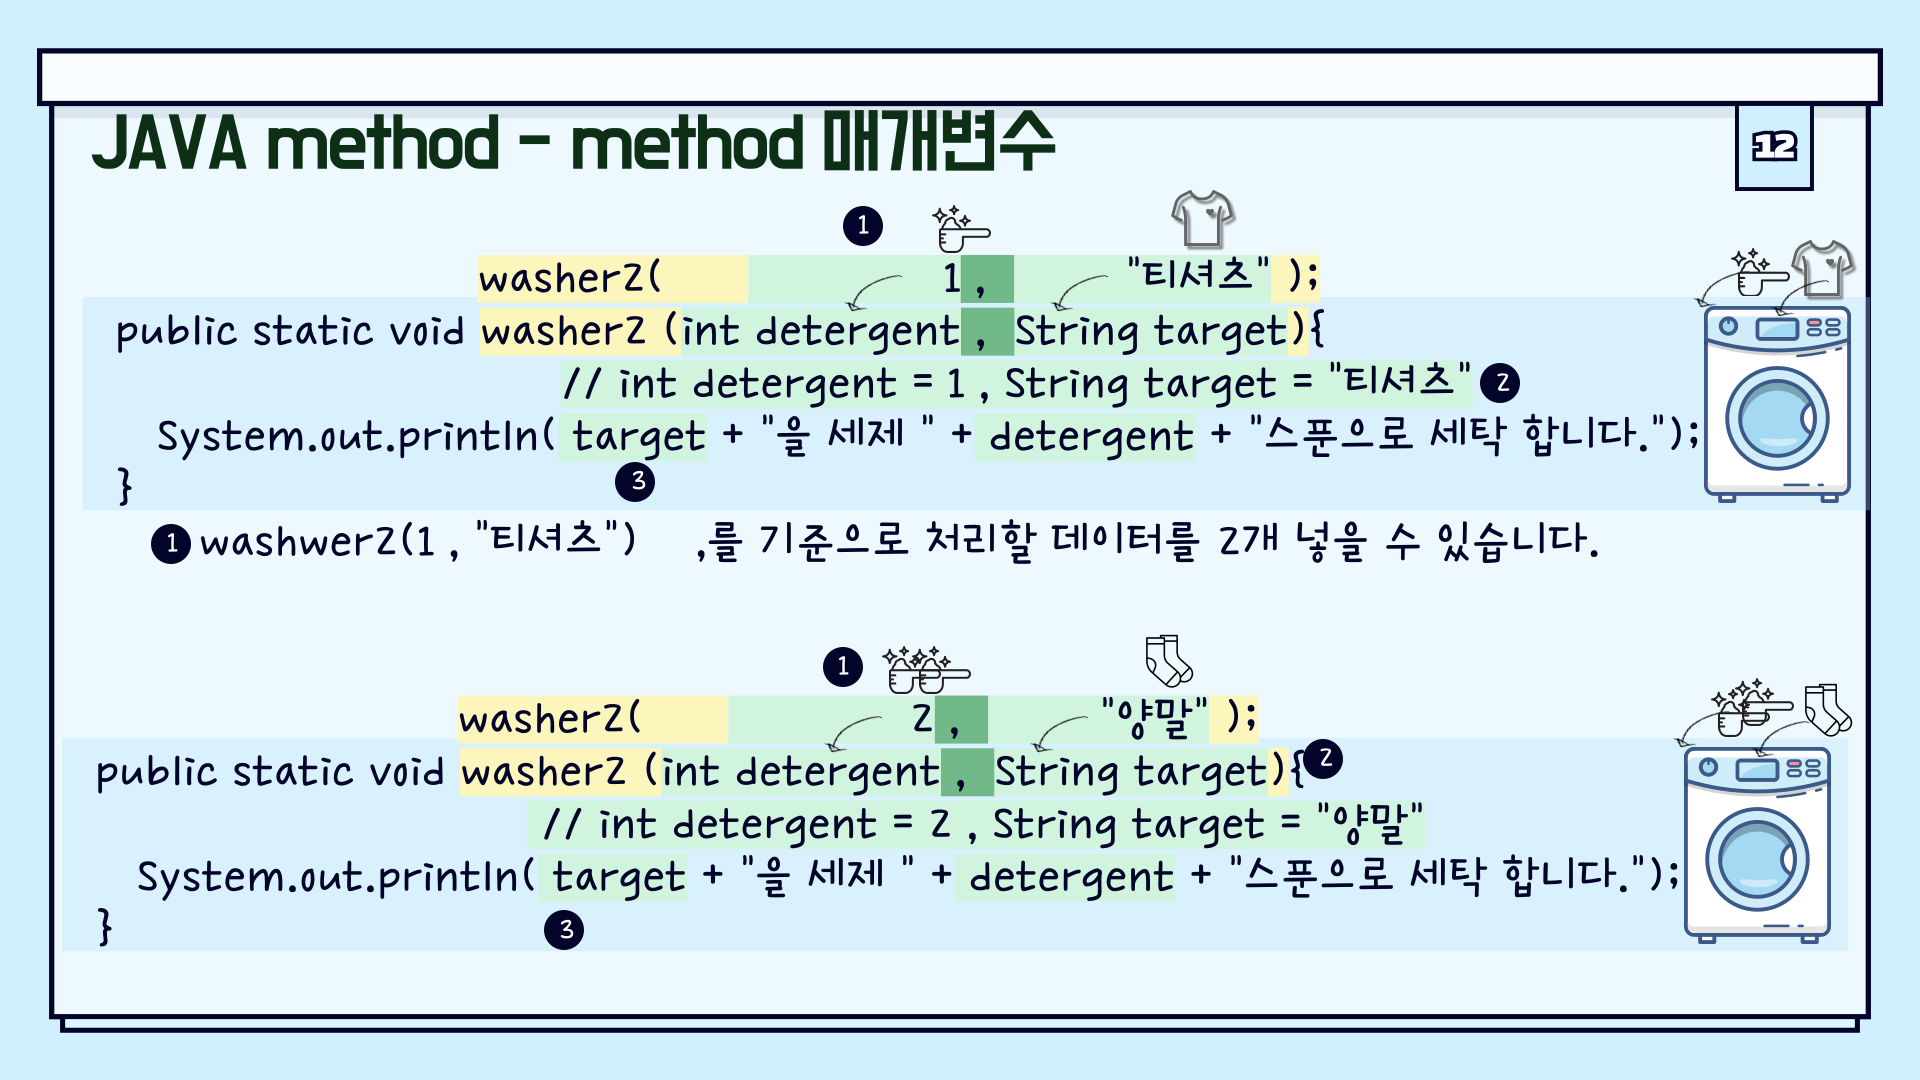 JAVA method - method 매개변수
12
1
washer2( 1 , "티셔츠" );
public static void washer2 (int detergent , String target){
// int detergent = 1 , String target = "티셔츠" 2
System.out.println( target + "을 세제 " + detergent + "스푼으로 세탁 합니다.");
3
}
1 washwer2(1 , "티셔츠") ,를 기준으로 처리할 데이터를 2개 넣을 수 있습니다.
1
washer2( 2 , "양말" );
public static void washer2 (int detergent , String target){ 2
// int detergent = 2 , String target = "양말"
System.out.println( target + "을 세제 " + detergent + "스푼으로 세탁 합니다.");
}
3